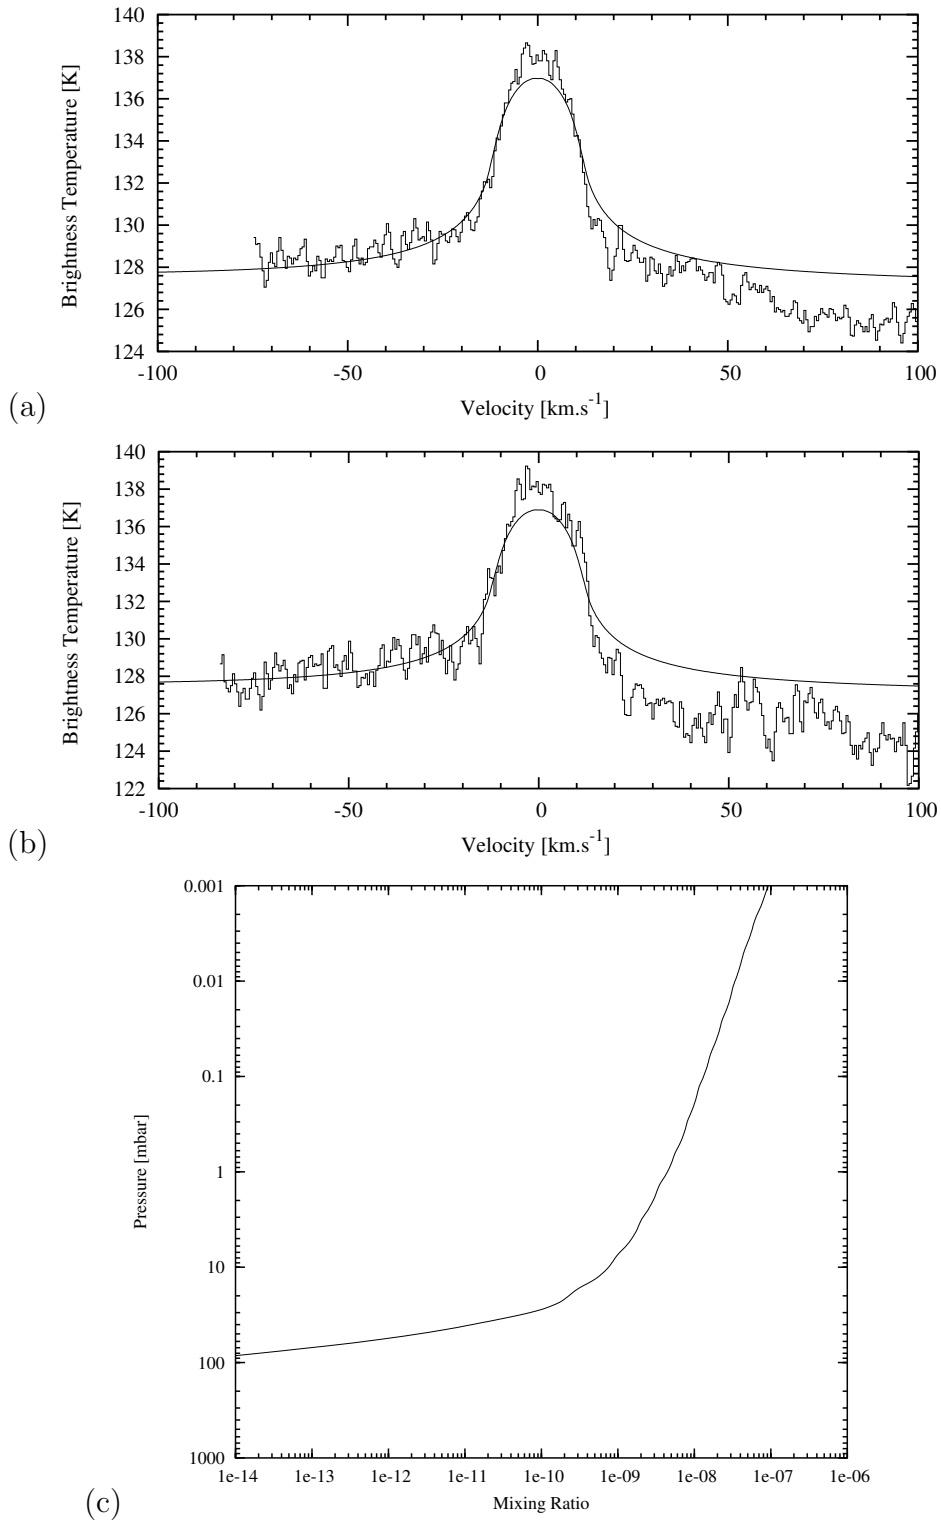 140
138
136
134
132
130
128
126
124
Brightness Temperature [K]
-100
-50
0
50
100
Velocity [km.s-1]
(a)
140
138
136
134
132
130
128
126
124
122
Brightness Temperature [K]
-100
-50
0
50
100
Velocity [km.s-1]
(b)
0.001
0.01
0.1
1
10
100
1000
Pressure [mbar]
1e-14
1e-13
1e-12
1e-11
1e-10
1e-09
1e-08
1e-07
1e-06
Mixing Ratio
(c)